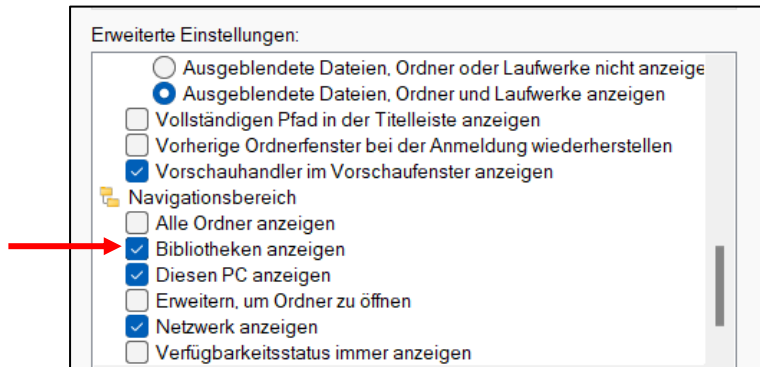 Erweiterte Einstellungen:
Ausgeblendete Dateien, Ordner oder Laufwerke nicht anzeige
Ausgeblendete Dateien, Ordner und Laufwerke anzeigen
Vollständigen Pfad in der Titelleiste anzeigen
Vorherige Ordnerfenster bei der Anmeldung wiederherstellen
Vorschauhandler im Vorschaufenster anzeigen
Navigationsbereich
Alle Ordner anzeigen
Bibliotheken anzeigen
Diesen PC anzeigen
Erweitern, um Ordner zu öffnen
Netzwerk anzeigen
Verfügbarkeitsstatus immer anzeigen